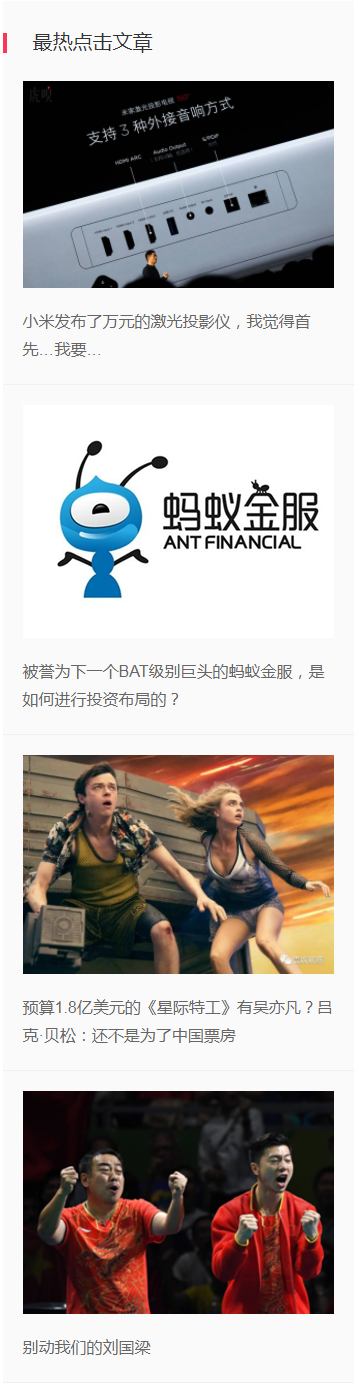 最热点击文章
虎嗅
米家激光投影电视 150"
支持 3 种外接音响方式
HDMI ARC
Audio Output
S/PDIF
小米发布了万元的激光投影仪，我觉得首
先...我要...
蚂蚁金服
ANT FINANCIAL
被誉为下一个BAT级别巨头的蚂蚁金服，是
如何进行投资布局的？
预算1.8亿美元的《星际特工》有吴亦凡？吕
克·贝松：还不是为了中国票房
别动我们的刘国梁